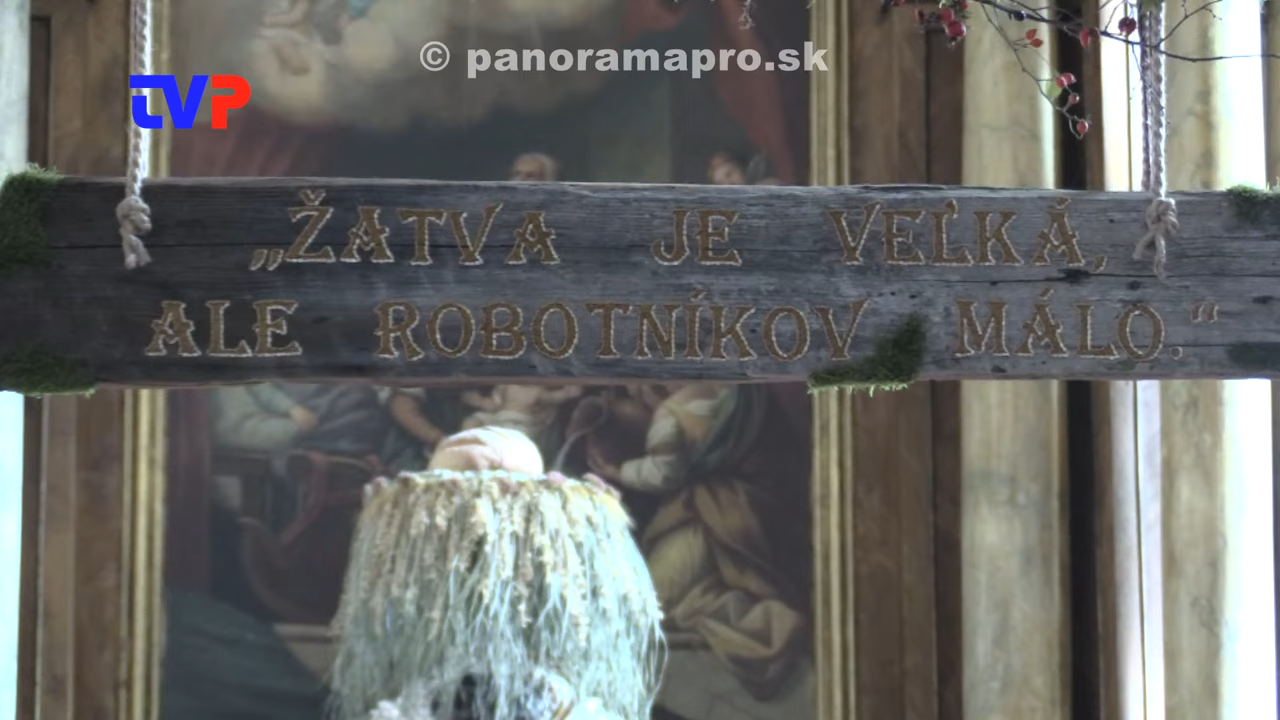 © panoramapro.sk
TVP
„ŽATVA JE VEĽKÁ,
ALE ROBOTNÍKOV MÁLO.“